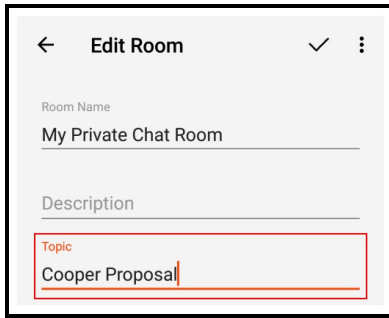 Edit Room
Room Name
My Private Chat Room
Description
Topic
Cooper Proposal